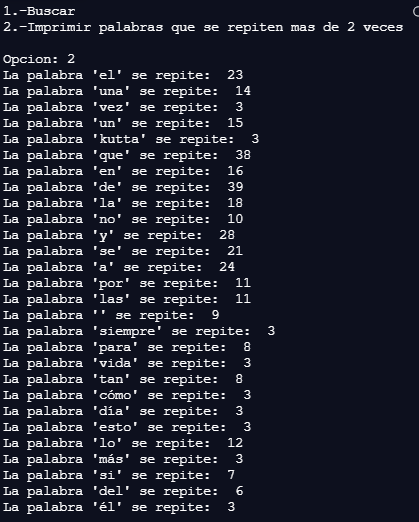 1.-Buscar
2.-Imprimir palabras que se repiten mas de 2 veces
Opcion: 2
La palabra 'el' se repite:  23
La palabra 'una' se repite:  14
La palabra 'vez' se repite:  3
La palabra 'un' se repite:  15
La palabra 'kutta' se repite:  3
La palabra 'que' se repite:  38
La palabra 'en' se repite:  16
La palabra 'de' se repite:  39
La palabra 'la' se repite:  18
La palabra 'no' se repite:  10
La palabra 'y' se repite:  28
La palabra 'se' se repite:  21
La palabra 'a' se repite:  24
La palabra 'por' se repite:  11
La palabra 'las' se repite:  11
La palabra '' se repite:  9
La palabra 'siempre' se repite:  3
La palabra 'para' se repite:  8
La palabra 'vida' se repite:  3
La palabra 'tan' se repite:  8
La palabra 'cómo' se repite:  3
La palabra 'día' se repite:  3
La palabra 'esto' se repite:  3
La palabra 'lo' se repite:  12
La palabra 'más' se repite:  3
La palabra 'si' se repite:  7
La palabra 'del' se repite:  6
La palabra 'él' se repite:  3